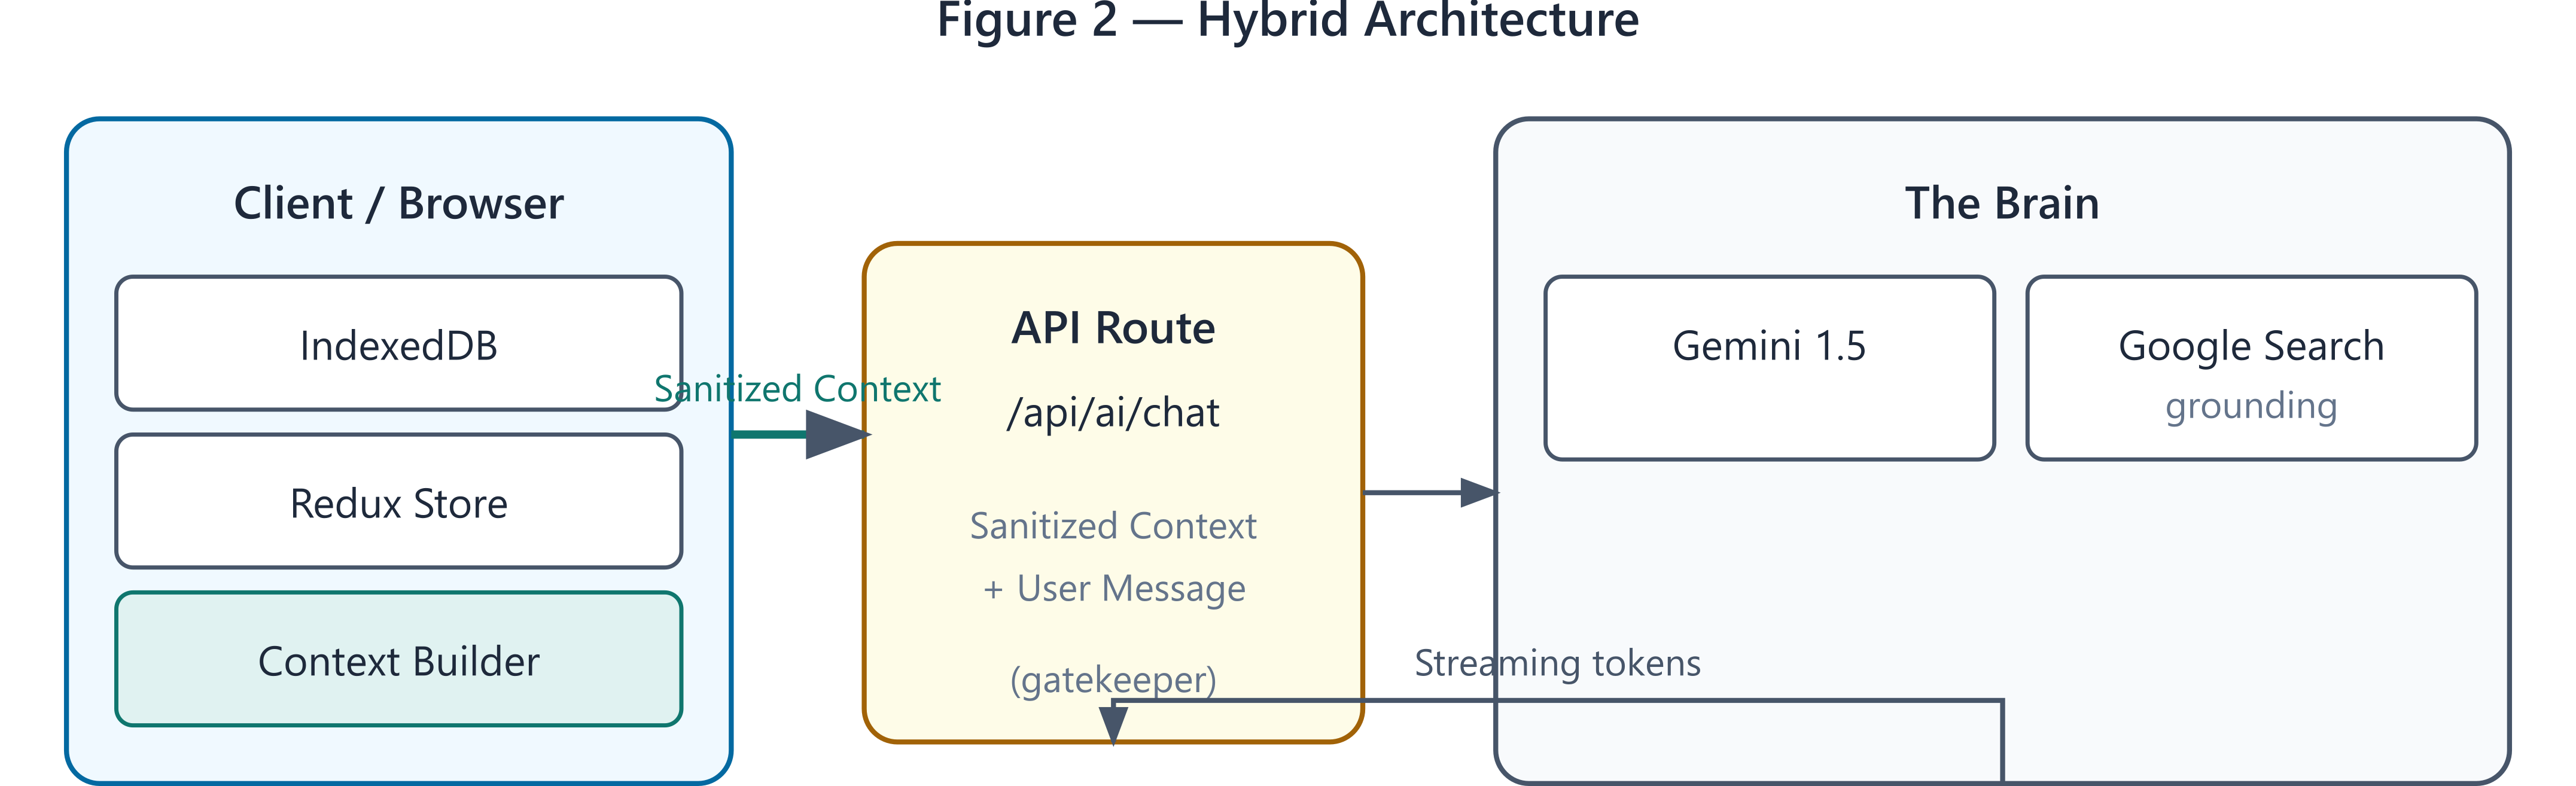 Figure 2 — Hybrid Architecture
Client / Browser
IndexedDB
Redux Store
Context Builder
Sanitized Context
API Route
/api/ai/chat
Sanitized Context
+ User Message
(gatekeeper)
Streaming tokens
The Brain
Gemini 1.5
Google Search
grounding